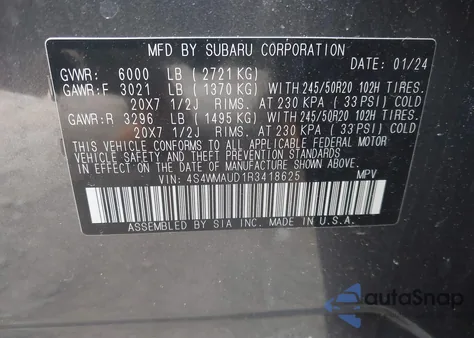 MFD BY SUBARU CORPORATION
DATE: 01/24
GVWR: 6000 LB (2721 KG)
GAWR:F 3021 LB (1370 KG) WITH 245/50R20 102H TIRES.
20X7 1/2J RIMS. AT 230 KPA (33 PSI) COLD
GAWR:R 3296 LB (1495 KG) WITH 245/50R20 102H TIRES.
20X7 1/2J RIMS. AT 230 KPA (33 PSI) COLD
THIS VEHICLE CONFORMS TO ALL APPLICABLE FEDERAL MOTOR
VEHICLE SAFETY AND THEFT PREVENTION STANDARDS IN EFFECT
ON THE DATE OF MANUFACTURE SHOWN ABOVE.
VIN: 4S4WMAUD1R3418625 MPV
ASSEMBLED BY SIA INC. MADE IN U.S.A.
autoSnap